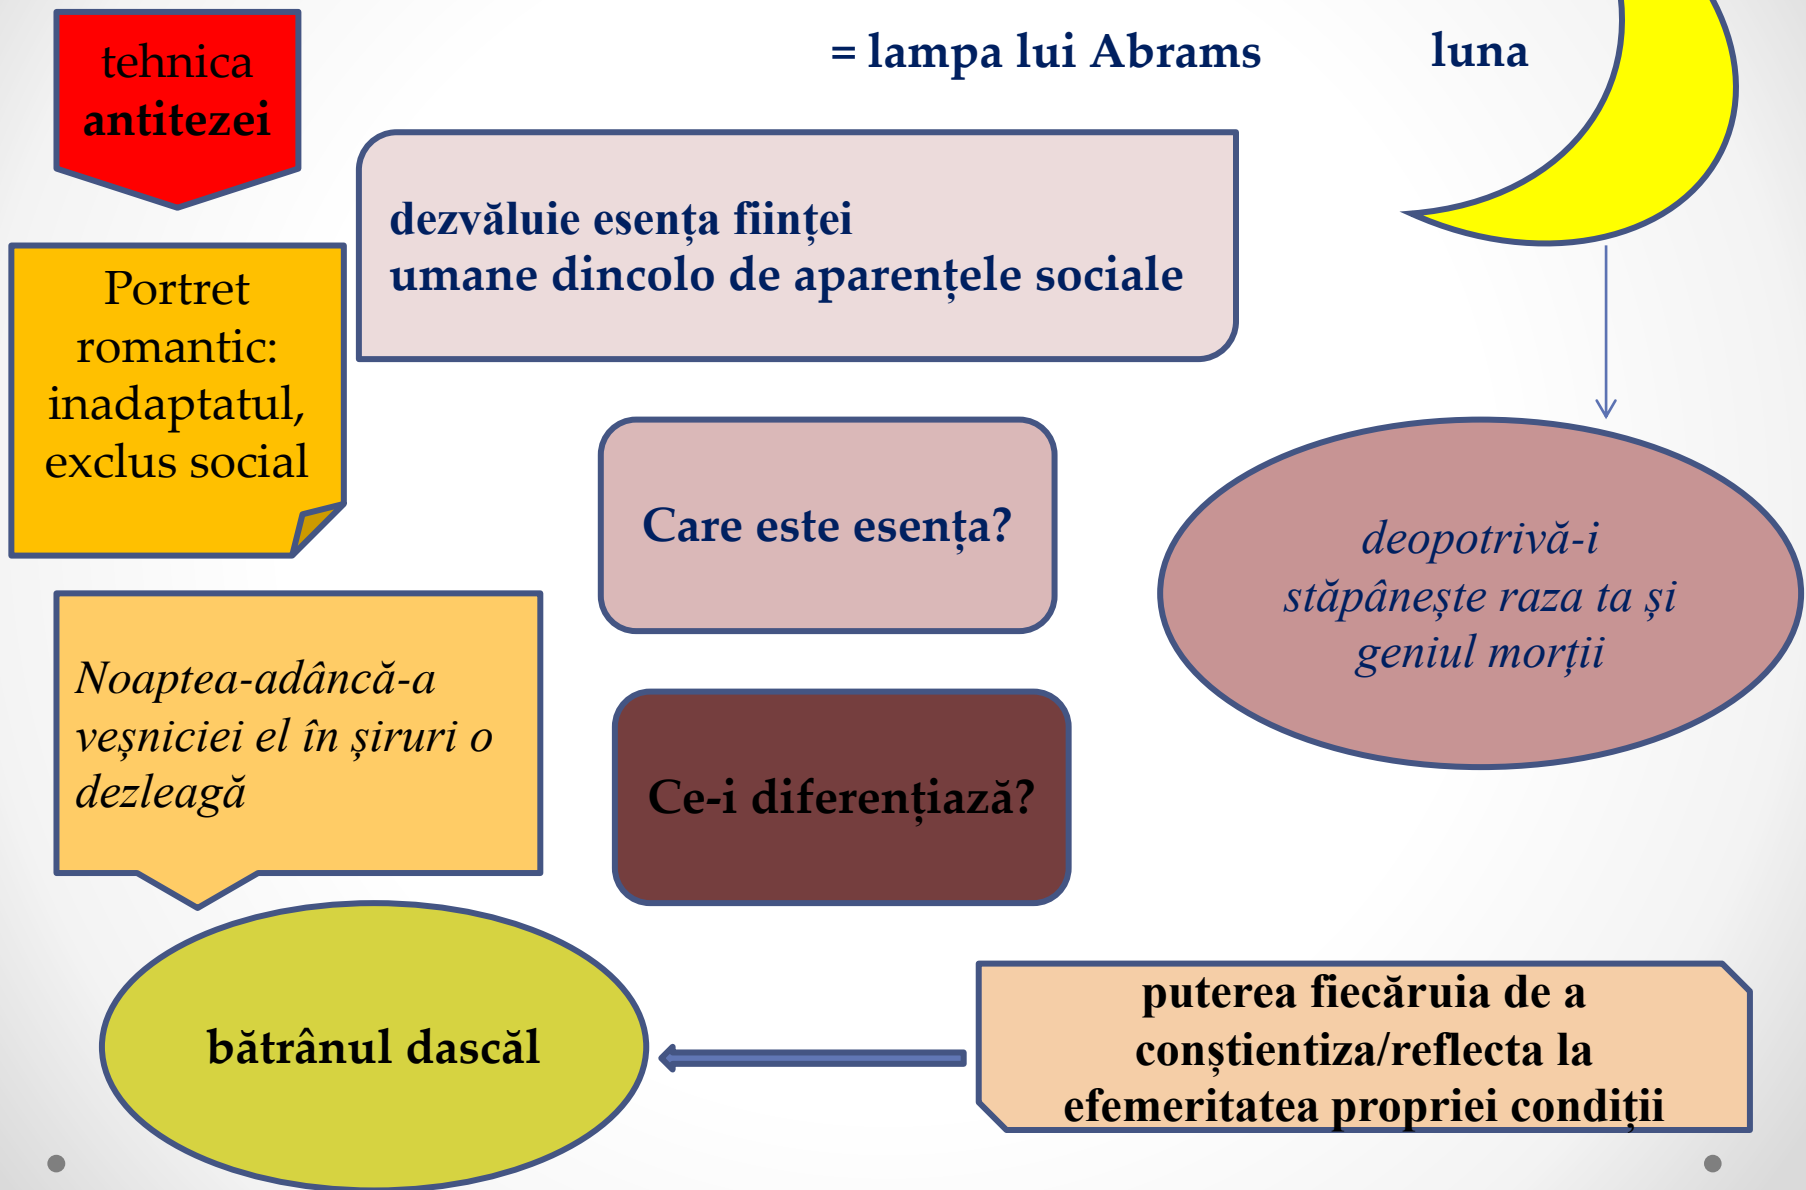 tehnica
antitezei
= lampa lui Abrams
luna
dezvăluie esența ființei
umane dincolo de aparențele sociale
Portret
romantic:
inadaptatul,
exclus social
Care este esența?
deopotrivă-i
stăpânește raza ta și
geniul morții
Noaptea-adâncă-a
veșniciei el în șiruri o
dezleagă
Ce-i diferențiază?
bătrânul dascăl
puterea fiecăruia de a
conștientiza/reflecta la
efemeritatea propriei condiții